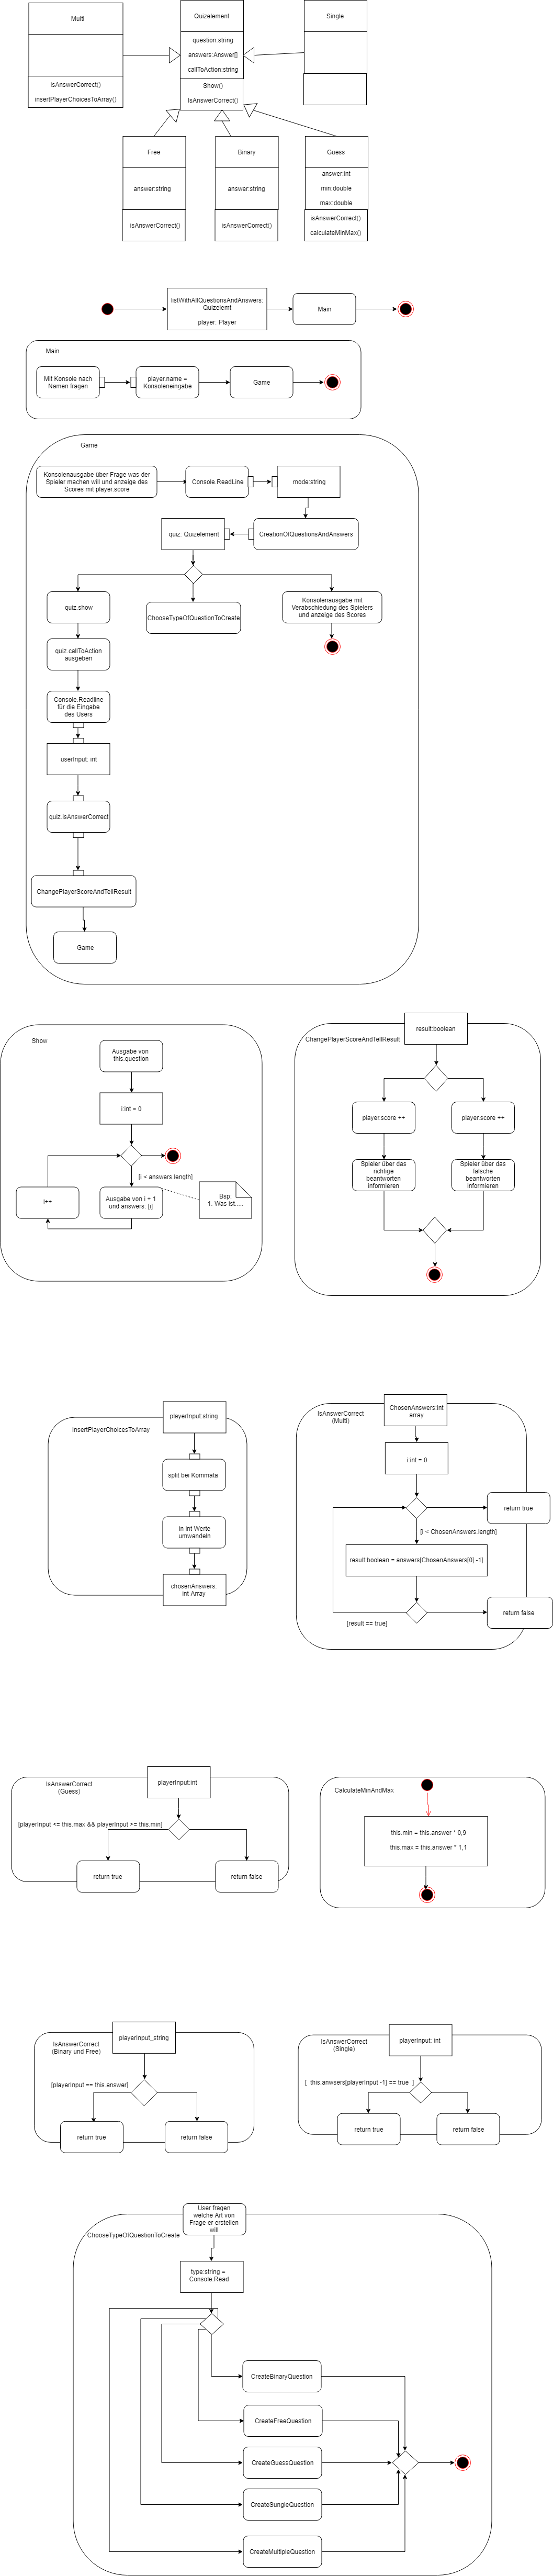 Multi
isAnswerCorrect()
insertPlayerChoicesToArray()
Quizelement
question:string
answers:Answer[]
callToAction:string
Show()
IsAnswerCorrect()
Single
Free
answer:string
isAnswerCorrect()
Binary
answer:string
isAnswerCorrect()
Guess
answer:int
min:double
max:double
isAnswerCorrect()
calculateMinMax()
listWithAllQuestionsAndAnswers:
Quizelemt
player: Player
Main
Main
Mit Konsole nach
Namen fragen
player.name =
Konsoleneingabe
Game
Game
Konsolenausgabe über Frage was der
Spieler machen will und anzeige des
Scores mit player.score
Console.ReadLine
mode:string
quiz: Quizelement
CreationOfQuestionsAndAnswers
quiz.show
ChooseTypeOfQuestionToCreate
Konsolenausgabe mit
Verabschiedung des Spielers
und anzeige des Scores
quiz.callToAction
ausgeben
Console.Readline
für die Eingabe
des Users
userInput: int
quiz.isAnswerCorrect
ChangePlayerScoreAndTellResult
Game
Show
Ausgabe von
this.question
i:int = 0
[i < answers.length]
i++
Ausgabe von i + 1
und answers: [i]
Bsp:
1. Was ist.....
ChangePlayerScoreAndTellResult
result:boolean
player.score ++
player.score ++
Spieler über das
richtige
beantworten
informieren
Spieler über das
falsche
beantworten
informieren
InsertPlayerChoicesToArray
playerInput:string
split bei Kommata
in int Werte
umwandeln
chosenAnswers:
int Array
IsAnswerCorrect
(Multi)
ChosenAnswers:int
array
i:int = 0
return true
[i < ChosenAnswers.length]
result:boolean = answers[ChosenAnswers[0] -1]
return false
[result == true]
IsAnswerCorrect
(Guess)
playerInput:int
[playerInput <= this.max && playerInput >= this.min]
return true
return false
CalculateMinAndMax
this.min = this.answer * 0,9
this.max = this.answer * 1,1
IsAnswerCorrect
(Binary und Free)
playerInput_string
[playerInput == this.answer]
return true
return false
IsAnswerCorrect
(Single)
playerInput: int
[ this.anwsers[playerInput -1] == true ]
return true
return false
ChooseTypeOfQuestionToCreate
User fragen
welche Art von
Frage er erstellen
will
type:string =
Console.Read
CreateBinaryQuestion
CreateFreeQuestion
CreateGuessQuestion
CreateSungleQuestion
CreateMultipleQuestion